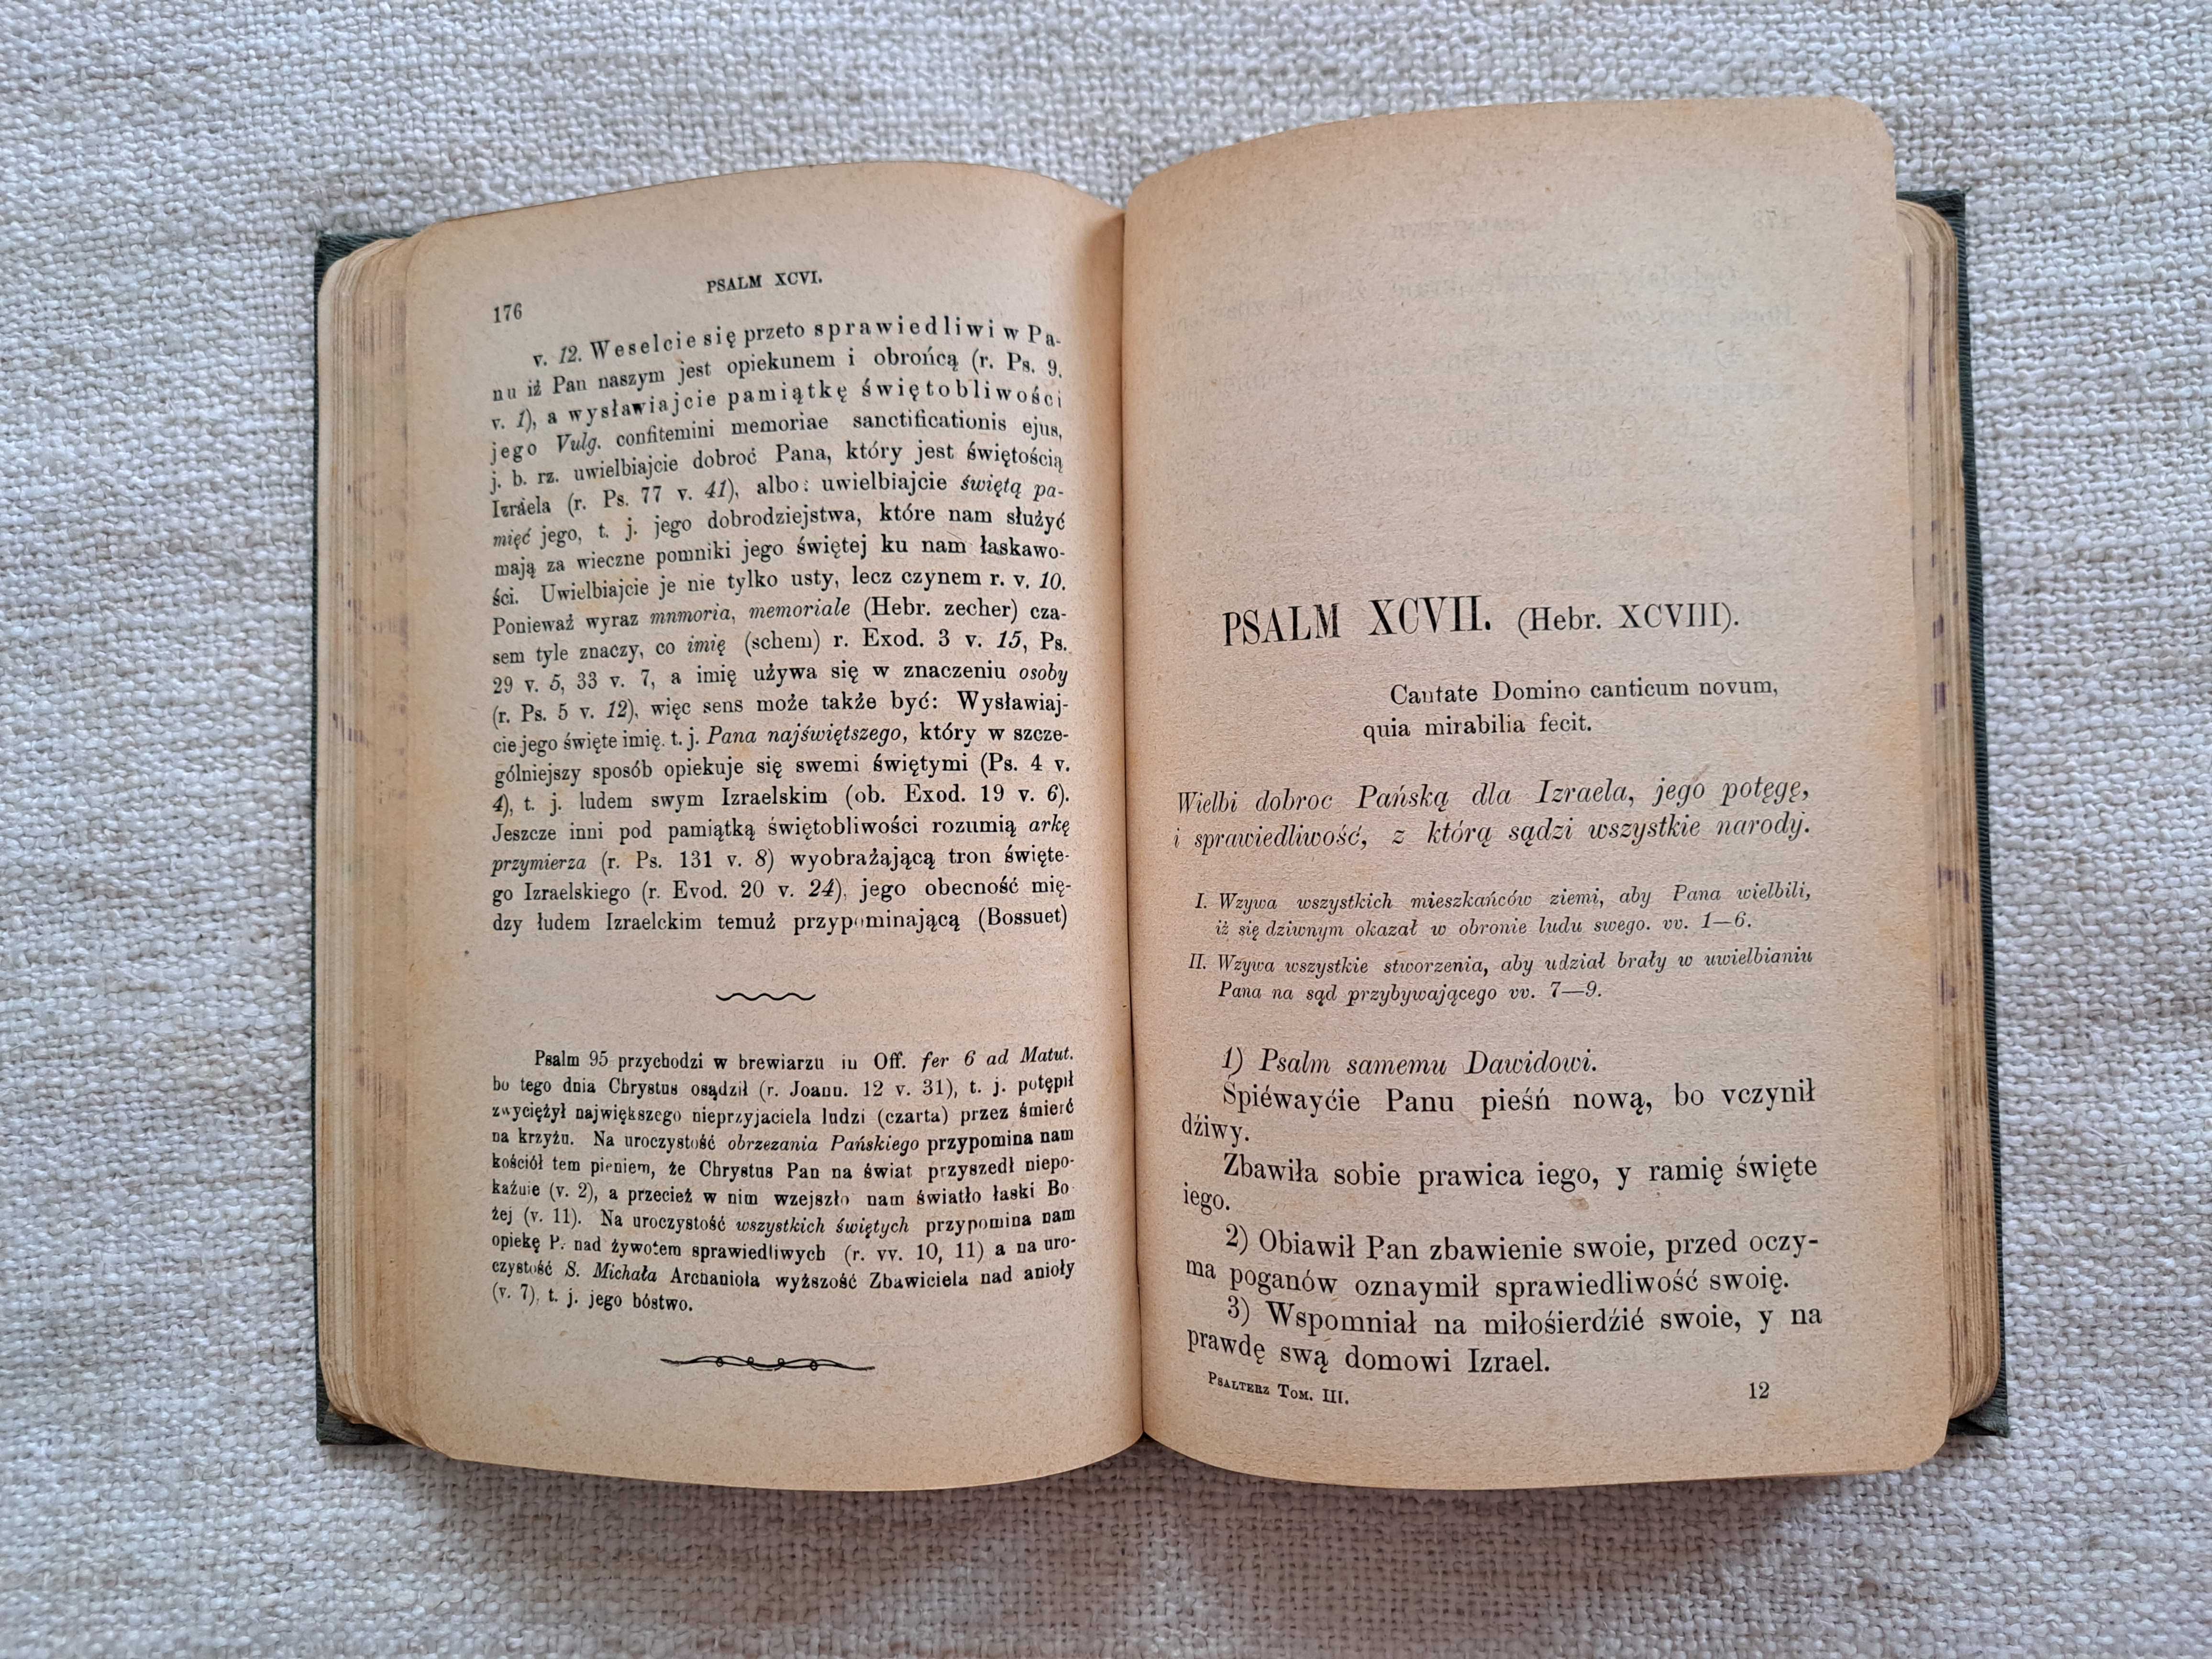 176
PSALM XCVI.
v. 12. Weselcie się przeto sprawiedliwi w Pa-
nu iż Pan naszym jest opiekunem i obrońcą (r. Ps. 9.
v. 1), a wysławiajcie pamiątkę świętobliwości
jego Vulg. confitemini memoriae sanctificationis ejus,
j. b. rz. uwielbiajcie dobroć Pana, który jest świętością
Izraela (r. Ps. 77 v. 41), albo: uwielbiajcie świętą pa-
mięć jego, t. j. jego dobrodziejstwa, które nam służyć
mają za wieczne pomniki jego świętej ku nam łaskawo-
ści. Uwielbiajcie je nie tylko usty, lecz czynem r. v. 10.
Ponieważ wyraz mnmoria, memoriale (Hebr. zecher) cza-
sem tyle znaczy, co imię (schem) r. Exod. 3 v. 15, Ps.
29 v. 5, 33 v. 7, a imię używa się w znaczeniu osoby
(r. Ps. 5 v. 12), więc sens może także być: Wysławiaj-
cie jego święte imię. t. j. Pana najświętszego, który w szcze-
gólniejszy sposób opiekuje się swemi świętymi (Ps. 4 v.
4), t. j. ludem swym Izraelskim (ob. Exod. 19 v. 6).
Jeszcze inni pod pamiątką świętobliwości rozumią arkę
przymierza (r. Ps. 131 v. 8) wyobrażąjącą tron święte-
go Izraelskiego (r. Evod. 20 v. 24), jego obecność mię-
dzy łudem Izraelckim temuż przypominającą (Bossuet)
Psalm 95 przychodzi w brewiarzu in Off. fer 6 ad Matut.
bo tego dnia Chrystus osądził (r. Joann. 12 v. 31), t. j. potępił
zwyciężył największego nieprzyjaciela ludzi (czarta) przez śmierć
na krzyżu. Na uroczystość obrzezania Pańskiego przypomina nam
kościół tem pieniem, że Chrystus Pan na świat przyszedł niepo-
kaźnie (v. 2), a przecież w nim wzejszło nam światło łaski Bo
żej (v. 11). Na uroczystość wszystkich świętych przypomina nam
opiekę P. nad żywotem sprawiedliwych (r. vv. 10, 11) a na uro-
czystość S. Michała Archanioła wyższość Zbawiciela nad anioły
(v. 7), t. j. jego bóstwo.
PSALM XCVII. (Hebr. XCVIII).
Cantate Domino canticum novum,
quia mirabilia fecit.
Wielbi dobroc Pańską dla Izraela, jego potęgę,
i sprawiedliwość, z którą sądzi wszystkie narody.
I. Wzywa wszystkich mieszkańców ziemi, aby Pana wielbili,
iż się dziwnym okazał w obronie ludu swego. vv. 1—6.
II. Wzywa wszystkie stworzenia, aby udział brały w uwielbianiu
Pana na sąd przybywającego vv. 7—9.
1) Psalm samemu Dawidowi.
Śpiéwayćie Panu pieśń nową, bo vczynił
dźiwy.
Zbawiła sobie prawica iego, y ramię święte
iego.
2) Obiawił Pan zbawienie swoie, przed oczy-
ma poganów oznaymił sprawiedliwość swoię.
3) Wspomniał na miłośierdźié swoie, y na
prawdę swą domowi Izrael.
PSALTERZ TOM. III.
12